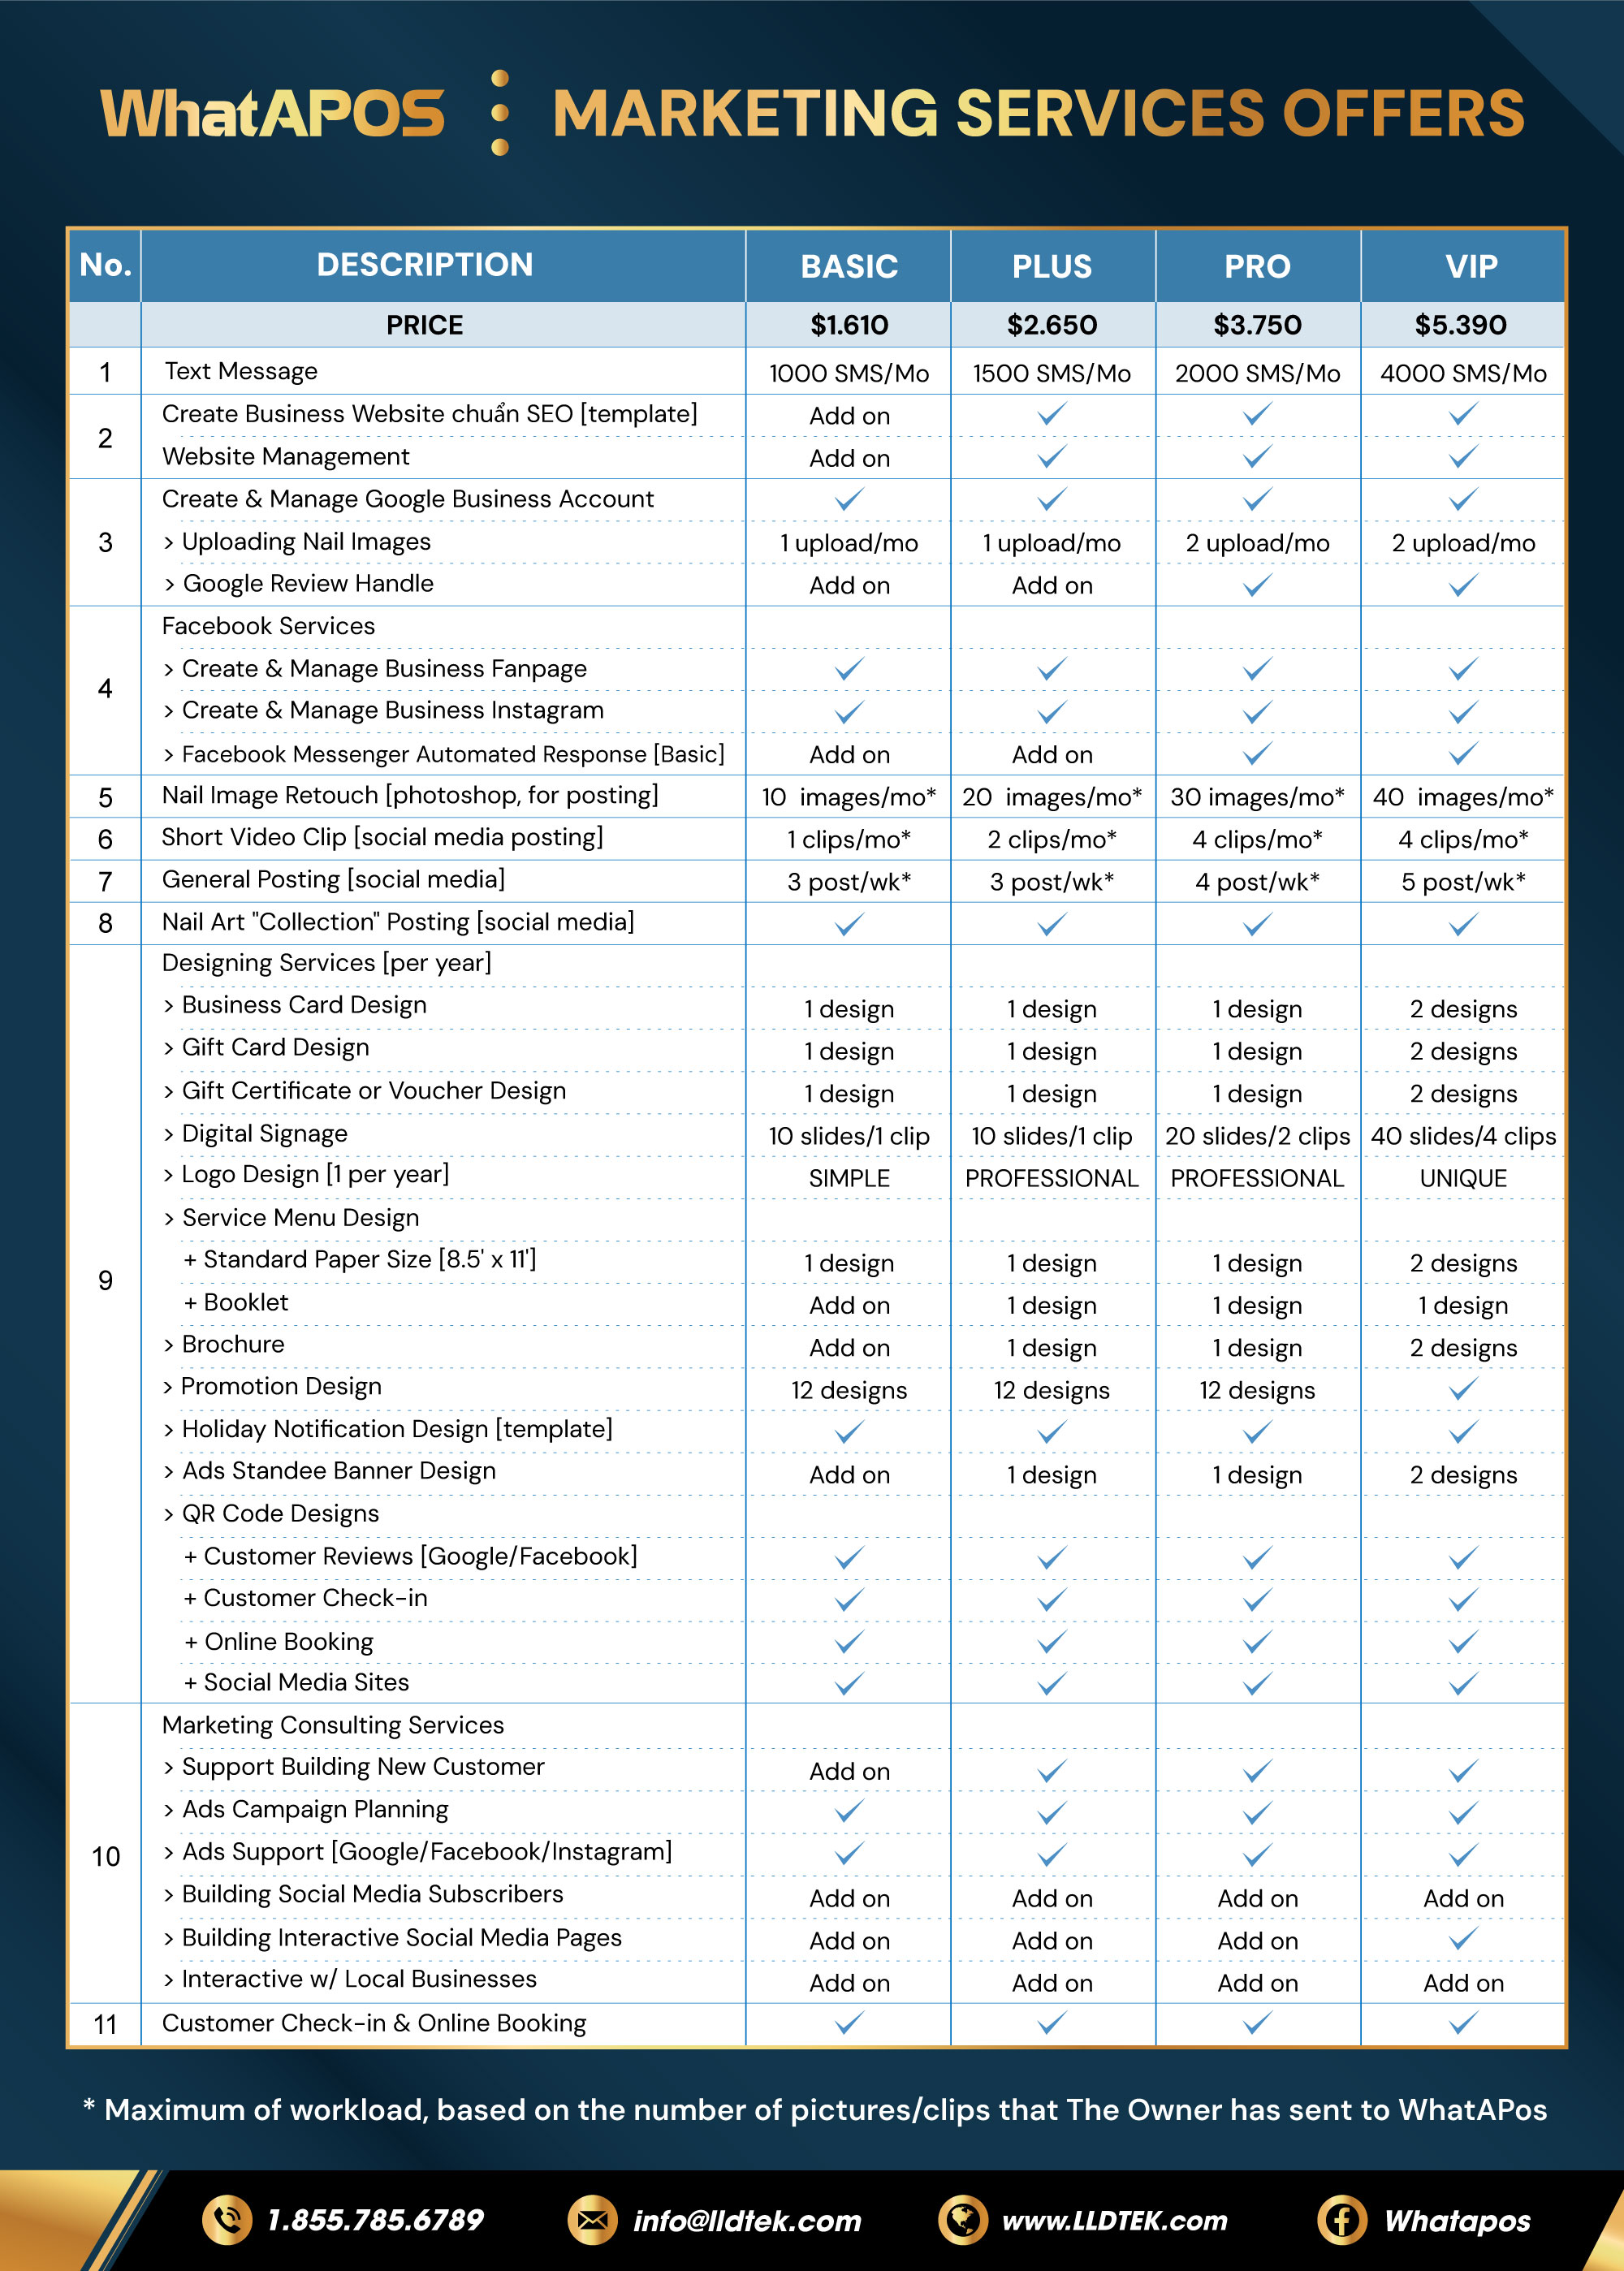 WhatAPOS MARKETING SERVICES OFFERS
No. DESCRIPTION BASIC PLUS PRO VIP
PRICE $1.610 $2.650 $3.750 $5.390
1 Text Message 1000 SMS/Mo 1500 SMS/Mo 2000 SMS/Mo 4000 SMS/Mo
2 Create Business Website chuẩn SEO [template] Add on ✓ ✓ ✓
Website Management Add on ✓ ✓ ✓
3 Create & Manage Google Business Account ✓ ✓ ✓ ✓
> Uploading Nail Images 1 upload/mo 1 upload/mo 2 upload/mo 2 upload/mo
> Google Review Handle Add on Add on ✓ ✓
4 Facebook Services
> Create & Manage Business Fanpage ✓ ✓ ✓ ✓
> Create & Manage Business Instagram ✓ ✓ ✓ ✓
> Facebook Messenger Automated Response [Basic] Add on Add on ✓ ✓
5 Nail Image Retouch [photoshop, for posting] 10 images/mo* 20 images/mo* 30 images/mo* 40 images/mo*
6 Short Video Clip [social media posting] 1 clips/mo* 2 clips/mo* 4 clips/mo* 4 clips/mo*
7 General Posting [social media] 3 post/wk* 3 post/wk* 4 post/wk* 5 post/wk*
8 Nail Art "Collection" Posting [social media] ✓ ✓ ✓ ✓
9 Designing Services [per year]
> Business Card Design 1 design 1 design 1 design 2 designs
> Gift Card Design 1 design 1 design 1 design 2 designs
> Gift Certificate or Voucher Design 1 design 1 design 1 design 2 designs
> Digital Signage 10 slides/1 clip 10 slides/1 clip 20 slides/2 clips 40 slides/4 clips
> Logo Design [1 per year] SIMPLE PROFESSIONAL PROFESSIONAL UNIQUE
> Service Menu Design
+ Standard Paper Size [8.5' x 11'] 1 design 1 design 1 design 2 designs
+ Booklet Add on 1 design 1 design 1 design
> Brochure Add on 1 design 1 design 2 designs
> Promotion Design 12 designs 12 designs 12 designs ✓
> Holiday Notification Design [template] ✓ ✓ ✓ ✓
> Ads Standee Banner Design Add on 1 design 1 design 2 designs
> QR Code Designs
+ Customer Reviews [Google/Facebook] ✓ ✓ ✓ ✓
+ Customer Check-in ✓ ✓ ✓ ✓
+ Online Booking ✓ ✓ ✓ ✓
+ Social Media Sites ✓ ✓ ✓ ✓
10 Marketing Consulting Services
> Support Building New Customer Add on ✓ ✓ ✓
> Ads Campaign Planning ✓ ✓ ✓ ✓
> Ads Support [Google/Facebook/Instagram] ✓ ✓ ✓ ✓
> Building Social Media Subscribers Add on Add on Add on Add on
> Building Interactive Social Media Pages Add on Add on Add on ✓
> Interactive w/ Local Businesses Add on Add on Add on Add on
11 Customer Check-in & Online Booking ✓ ✓ ✓ ✓
* Maximum of workload, based on the number of pictures/clips that The Owner has sent to WhatAPos
1.855.785.6789 info@lldtek.com www.LLDTEK.com Whatapos